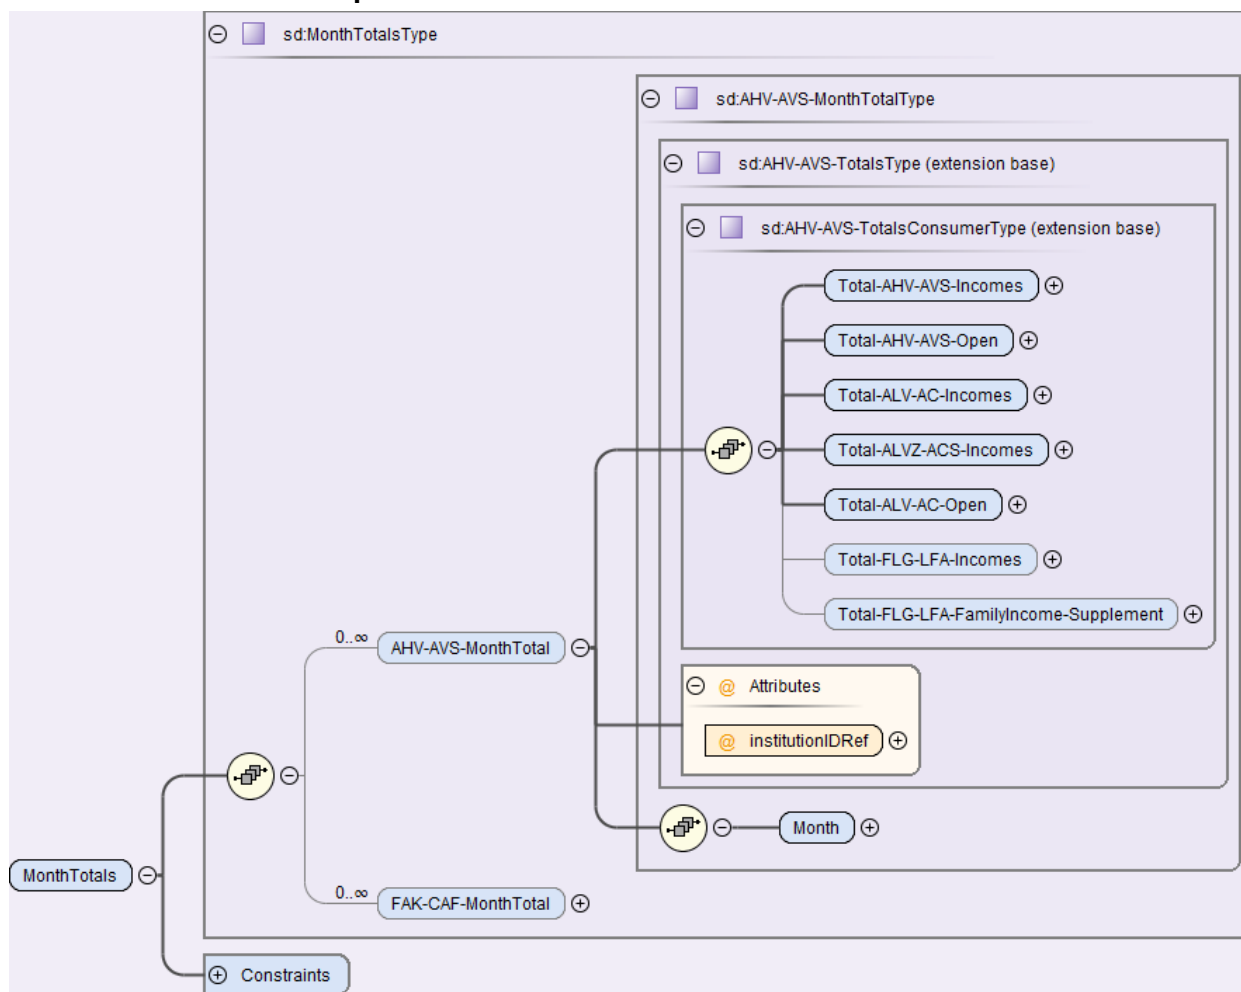 sd:MonthTotalsType
sd:AHV-AVS-MonthTotalType
sd:AHV-AVS-TotalsType (extension base)
sd:AHV-AVS-TotalsConsumerType (extension base)
Total-AHV-AVS-Incomes
Total-AHV-AVS-Open
Total-ALV-AC-Incomes
Total-ALVZ-ACS-Incomes
Total-ALV-AC-Open
Total-FLG-LFA-Incomes
Total-FLG-LFA-FamilyIncome-Supplement
0..∞
AHV-AVS-MonthTotal
@ Attributes
@ institutionIDRef
Month
MonthTotals
0..∞
FAK-CAF-MonthTotal
Constraints